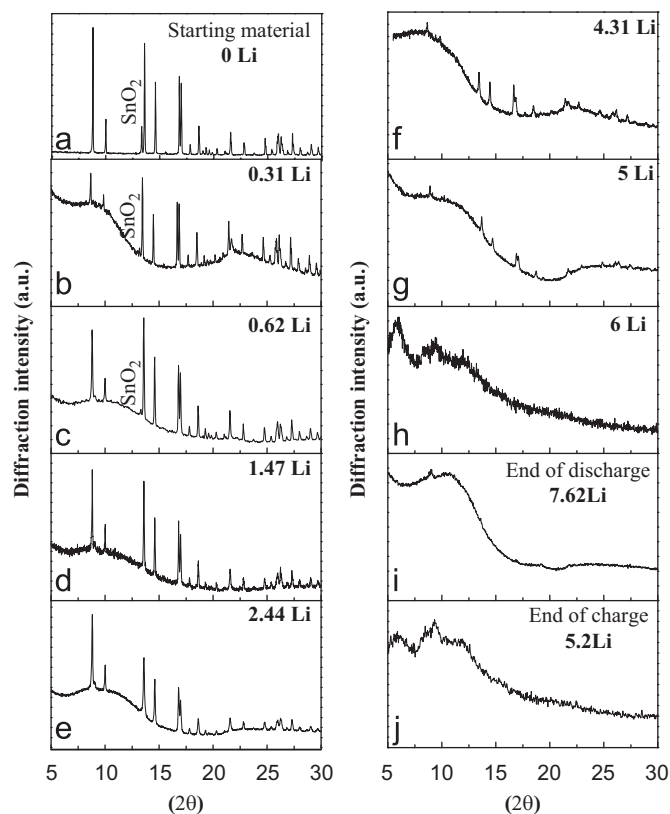 Starting material
0 Li
SnO2
a
0.31 Li
SnO2
b
0.62 Li
SnO2
c
1.47 Li
d
2.44 Li
e
5 10 15 20 25 30
(2θ)
Diffraction intensity (a.u.)
4.31 Li
f
5 Li
g
6 Li
h
End of discharge
7.62Li
i
End of charge
5.2Li
j
5 10 15 20 25 30
(2θ)
Diffraction intensity (a.u.)